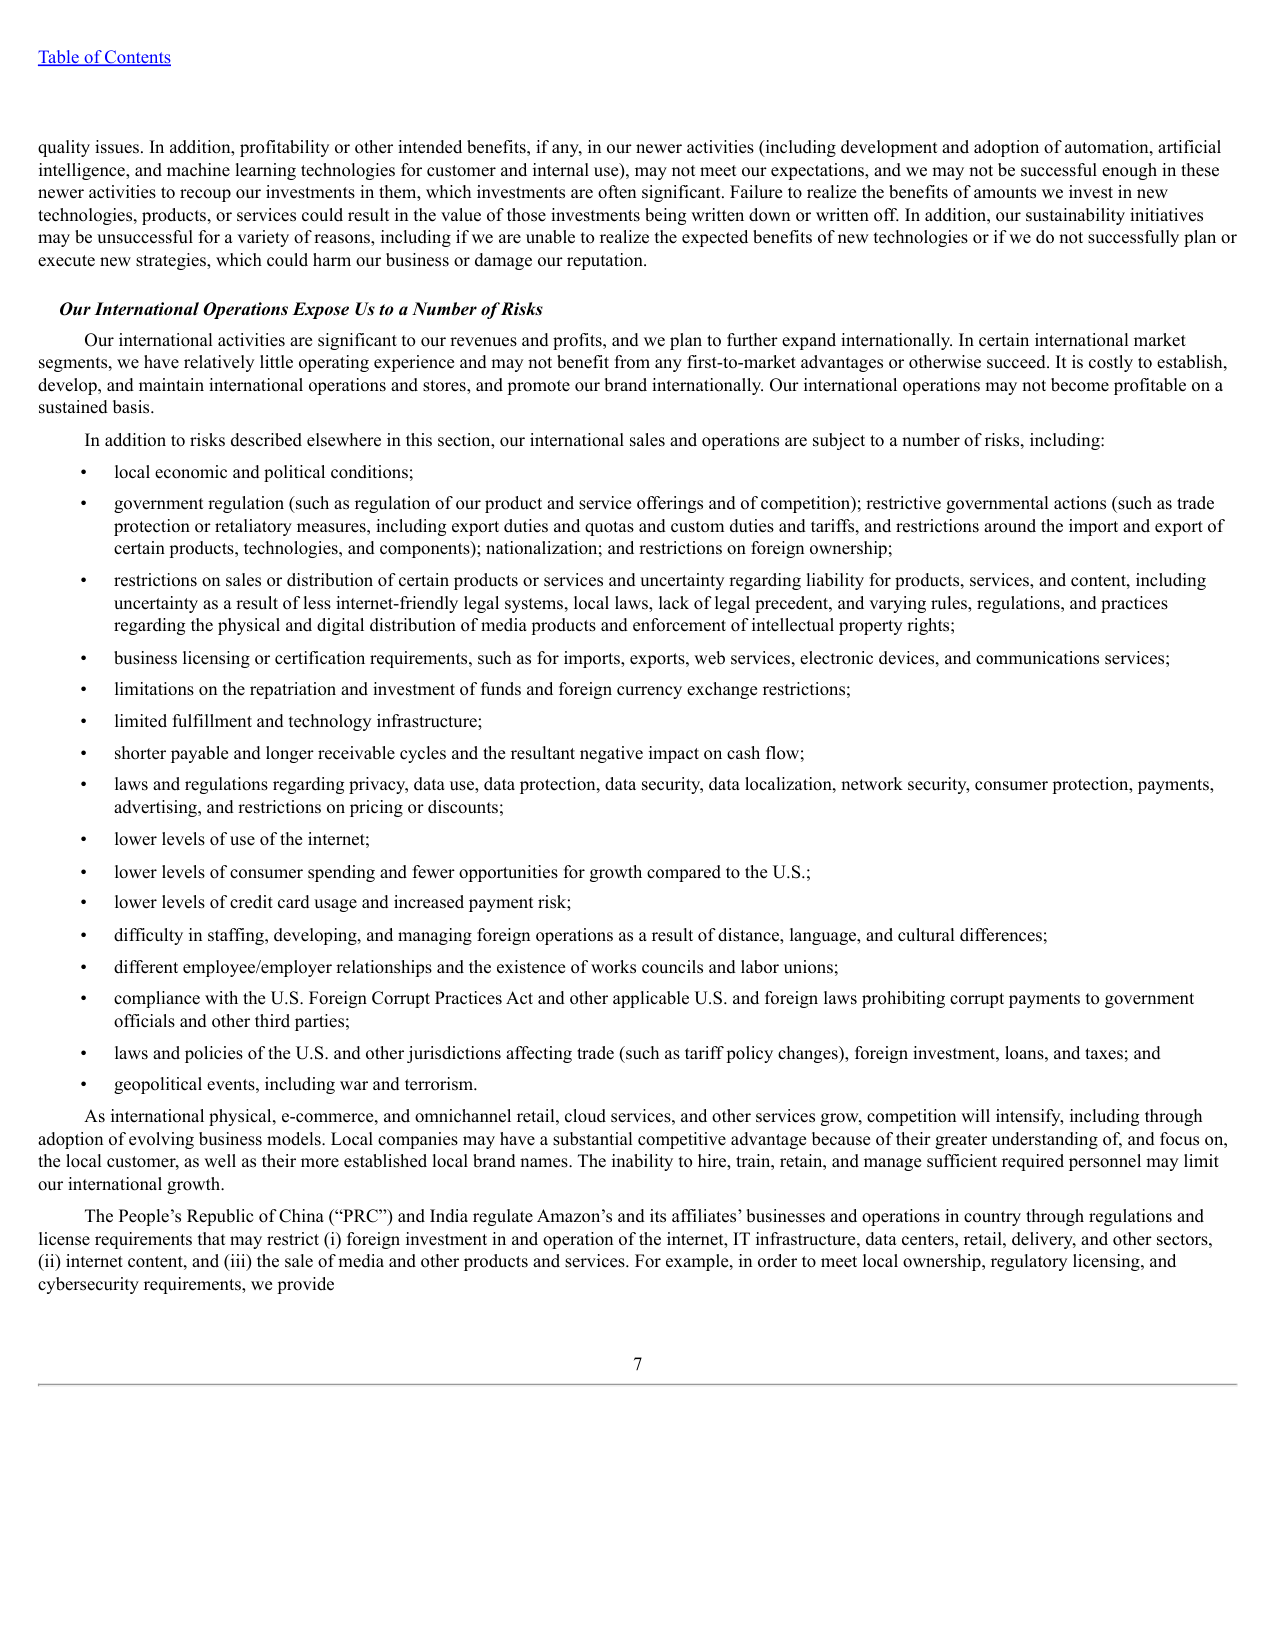 Table of Contents
quality issues. In addition, profitability or other intended benefits, if any, in our newer activities (including development and adoption of automation, artificial
intelligence, and machine learning technologies for customer and internal use), may not meet our expectations, and we may not be successful enough in these
newer activities to recoup our investments in them, which investments are often significant. Failure to realize the benefits of amounts we invest in new
technologies, products, or services could result in the value of those investments being written down or written off. In addition, our sustainability initiatives
may be unsuccessful for a variety of reasons, including if we are unable to realize the expected benefits of new technologies or if we do not successfully plan or
execute new strategies, which could harm our business or damage our reputation.
Our International Operations Expose Us to a Number of Risks
Our international activities are significant to our revenues and profits, and we plan to further expand internationally. In certain international market
segments, we have relatively little operating experience and may not benefit from any first-to-market advantages or otherwise succeed. It is costly to establish,
develop, and maintain international operations and stores, and promote our brand internationally. Our international operations may not become profitable on a
sustained basis.
In addition to risks described elsewhere in this section, our international sales and operations are subject to a number of risks, including:
• local economic and political conditions;
• government regulation (such as regulation of our product and service offerings and of competition); restrictive governmental actions (such as trade
protection or retaliatory measures, including export duties and quotas and custom duties and tariffs, and restrictions around the import and export of
certain products, technologies, and components); nationalization; and restrictions on foreign ownership;
• restrictions on sales or distribution of certain products or services and uncertainty regarding liability for products, services, and content, including
uncertainty as a result of less internet-friendly legal systems, local laws, lack of legal precedent, and varying rules, regulations, and practices
regarding the physical and digital distribution of media products and enforcement of intellectual property rights;
• business licensing or certification requirements, such as for imports, exports, web services, electronic devices, and communications services;
• limitations on the repatriation and investment of funds and foreign currency exchange restrictions;
• limited fulfillment and technology infrastructure;
• shorter payable and longer receivable cycles and the resultant negative impact on cash flow;
• laws and regulations regarding privacy, data use, data protection, data security, data localization, network security, consumer protection, payments,
advertising, and restrictions on pricing or discounts;
• lower levels of use of the internet;
• lower levels of consumer spending and fewer opportunities for growth compared to the U.S.;
• lower levels of credit card usage and increased payment risk;
• difficulty in staffing, developing, and managing foreign operations as a result of distance, language, and cultural differences;
• different employee/employer relationships and the existence of works councils and labor unions;
• compliance with the U.S. Foreign Corrupt Practices Act and other applicable U.S. and foreign laws prohibiting corrupt payments to government
officials and other third parties;
• laws and policies of the U.S. and other jurisdictions affecting trade (such as tariff policy changes), foreign investment, loans, and taxes; and
• geopolitical events, including war and terrorism.
As international physical, e-commerce, and omnichannel retail, cloud services, and other services grow, competition will intensify, including through
adoption of evolving business models. Local companies may have a substantial competitive advantage because of their greater understanding of, and focus on,
the local customer, as well as their more established local brand names. The inability to hire, train, retain, and manage sufficient required personnel may limit
our international growth.
The People’s Republic of China (“PRC”) and India regulate Amazon’s and its affiliates’ businesses and operations in country through regulations and
license requirements that may restrict (i) foreign investment in and operation of the internet, IT infrastructure, data centers, retail, delivery, and other sectors,
(ii) internet content, and (iii) the sale of media and other products and services. For example, in order to meet local ownership, regulatory licensing, and
cybersecurity requirements, we provide
7